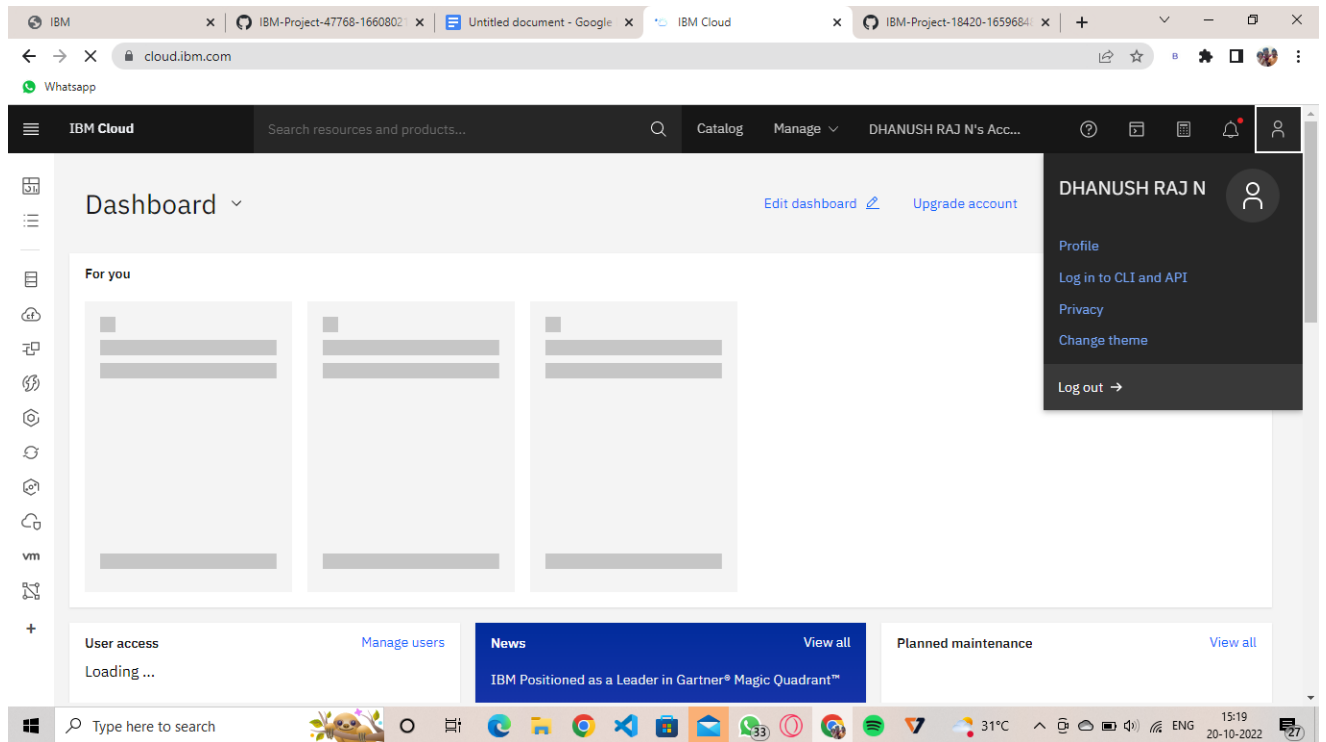 IBM
IBM-Project-47768-16608021
Untitled document - Google
IBM Cloud
IBM-Project-18420-1659684
cloud.ibm.com
B
Whatsapp
IBM Cloud
Search resources and products...
Catalog
Manage
DHANUSH RAJ N's Acc...
DHANUSH RAJ N
Profile
Log in to CLI and API
Privacy
Change theme
Log out →
Dashboard
Edit dashboard
Upgrade account
For you
cf
vm
User access
Manage users
Loading ...
News
View all
IBM Positioned as a Leader in Gartner® Magic Quadrant™
Planned maintenance
View all
Type here to search
33
31°C
ENG
15:19
20-10-2022
27